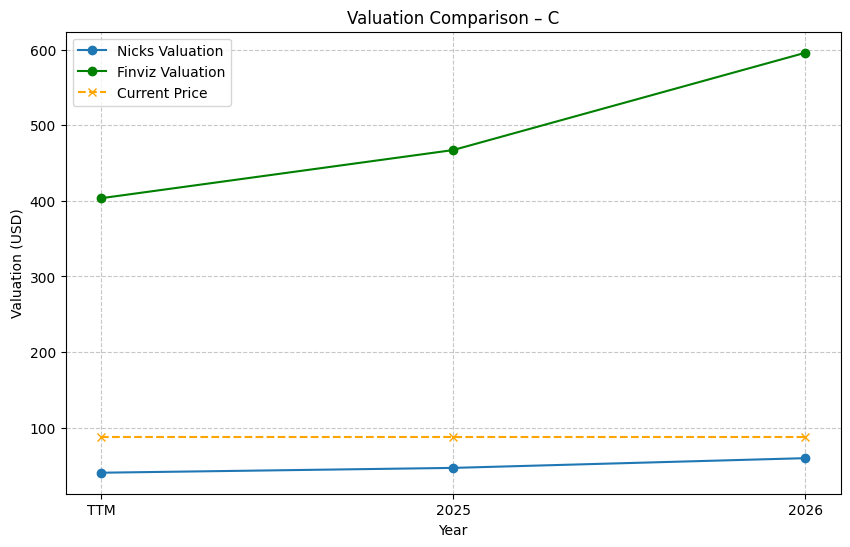 Valuation Comparison – C
Nicks Valuation
Finviz Valuation
Current Price
600
500
400
300
200
100
Valuation (USD)
TTM
2025
2026
Year